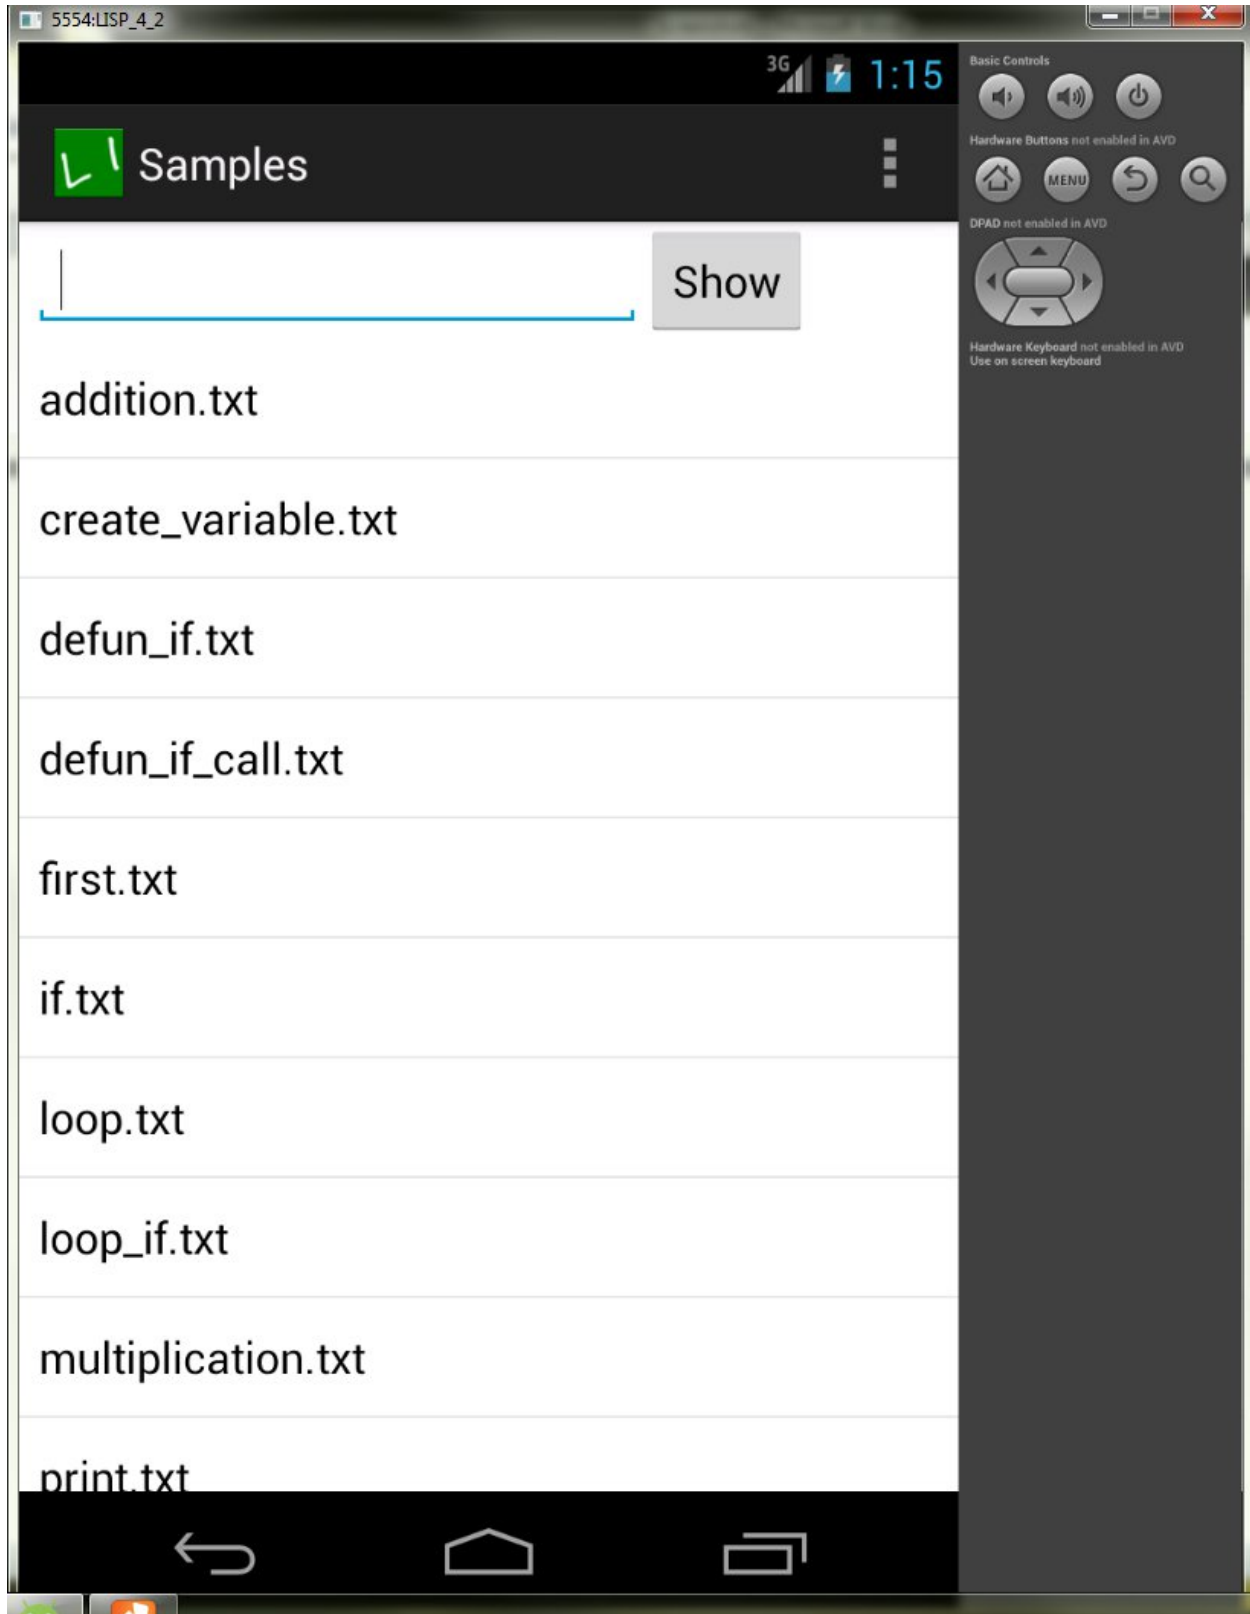 5554:LISP_4_2
3G 1:15
Samples
Show
addition.txt
create_variable.txt
defun_if.txt
defun_if_call.txt
first.txt
if.txt
loop.txt
loop_if.txt
multiplication.txt
print.txt
Basic Controls
Hardware Buttons not enabled in AVD
MENU
DPAD not enabled in AVD
Hardware Keyboard not enabled in AVD
Use on screen keyboard